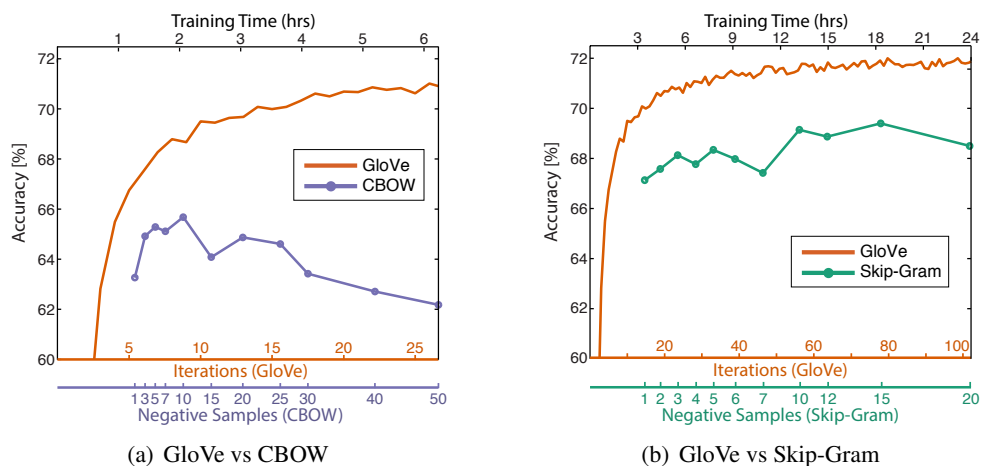 Training Time (hrs)
1 2 3 4 5 6
72
70
68
66
64
62
60
Accuracy [%]
GloVe
CBOW
5 10 15 20 25
Iterations (GloVe)
1 3 5 7 10 15 20 25 30 40 50
Negative Samples (CBOW)
(a) GloVe vs CBOW
Training Time (hrs)
3 6 9 12 15 18 21 24
72
70
68
66
64
62
60
Accuracy [%]
GloVe
Skip-Gram
20 40 60 80 100
Iterations (GloVe)
1 2 3 4 5 6 7 10 12 15 20
Negative Samples (Skip-Gram)
(b) GloVe vs Skip-Gram